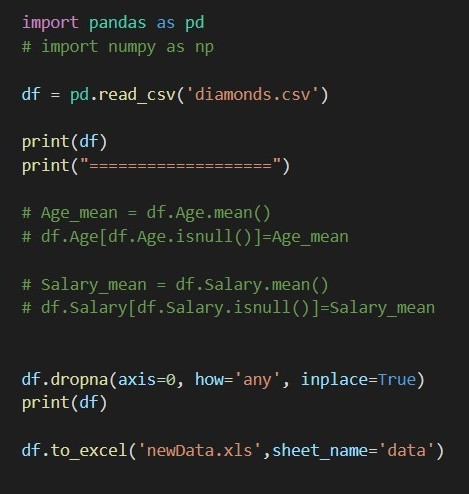 import pandas as pd
# import numpy as np
df = pd.read_csv('diamonds.csv')
print(df)
print("===================")
# Age_mean = df.Age.mean()
# df.Age[df.Age.isnull()]=Age_mean
# Salary_mean = df.Salary.mean()
# df.Salary[df.Salary.isnull()]=Salary_mean
df.dropna(axis=0, how='any', inplace=True)
print(df)
df.to_excel('newData.xls',sheet_name='data')